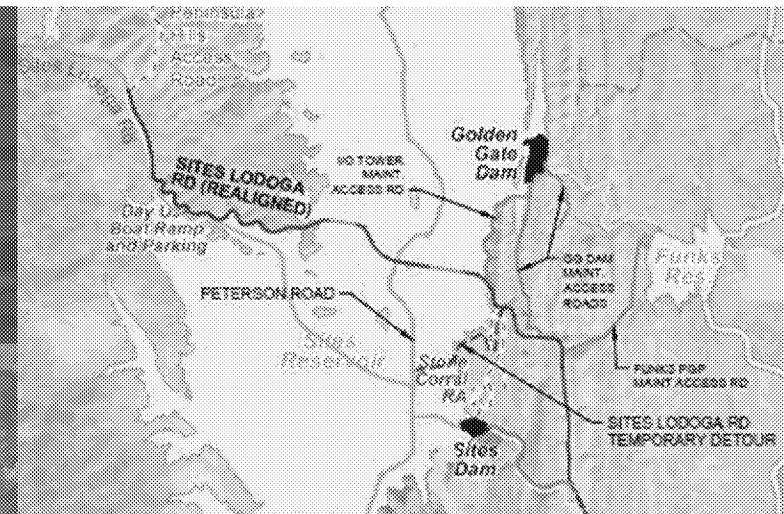 Peninsula
Hills
Access
Road
Sites Lodoga Rd
SITES LODOGA
RD (REALIGNED)
I/O TOWER
MAINT.
ACCESS RD
Golden
Gate
Dam
Day Use
Boat Ramp
and Parking
GG DAM
MAINT.
ACCESS
ROADS
Funks
Res
PETERSON ROAD
Sites
Reservoir
Stone
Corral
RA
FUNKS PGP
MAINT ACCESS RD
SITES LODOGA RD
TEMPORARY DETOUR
Sites
Dam